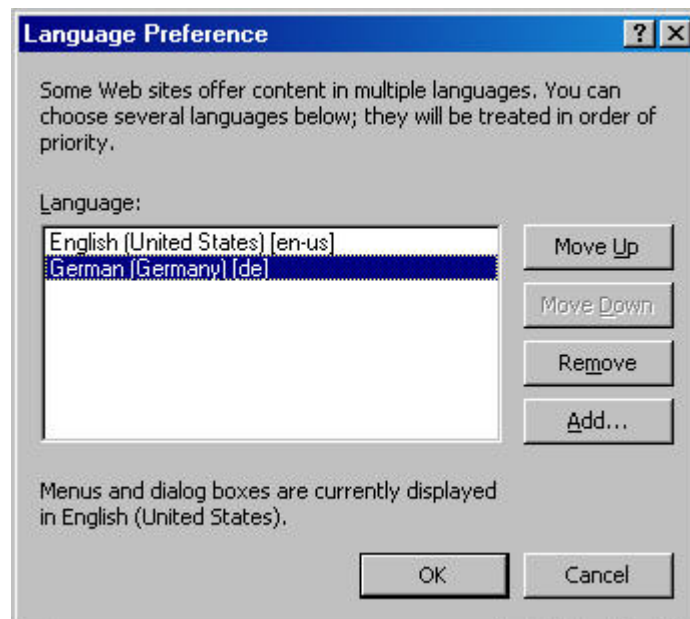 Language Preference
Some Web sites offer content in multiple languages. You can
choose several languages below; they will be treated in order of
priority.
Language:
English (United States) [en-us]
German (Germany) [de]
Move Up
Move Down
Remove
Add...
Menus and dialog boxes are currently displayed
in English (United States).
OK
Cancel